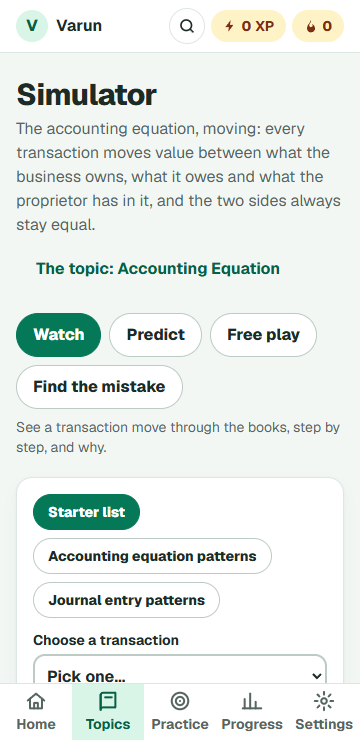 V Varun 0 XP 0
Simulator
The accounting equation, moving: every
transaction moves value between what the
business owns, what it owes and what the
proprietor has in it, and the two sides always
stay equal.
The topic: Accounting Equation
Watch Predict Free play
Find the mistake
See a transaction move through the books, step by
step, and why.
Starter list
Accounting equation patterns
Journal entry patterns
Choose a transaction
Pick one...
Home Topics Practice Progress Settings